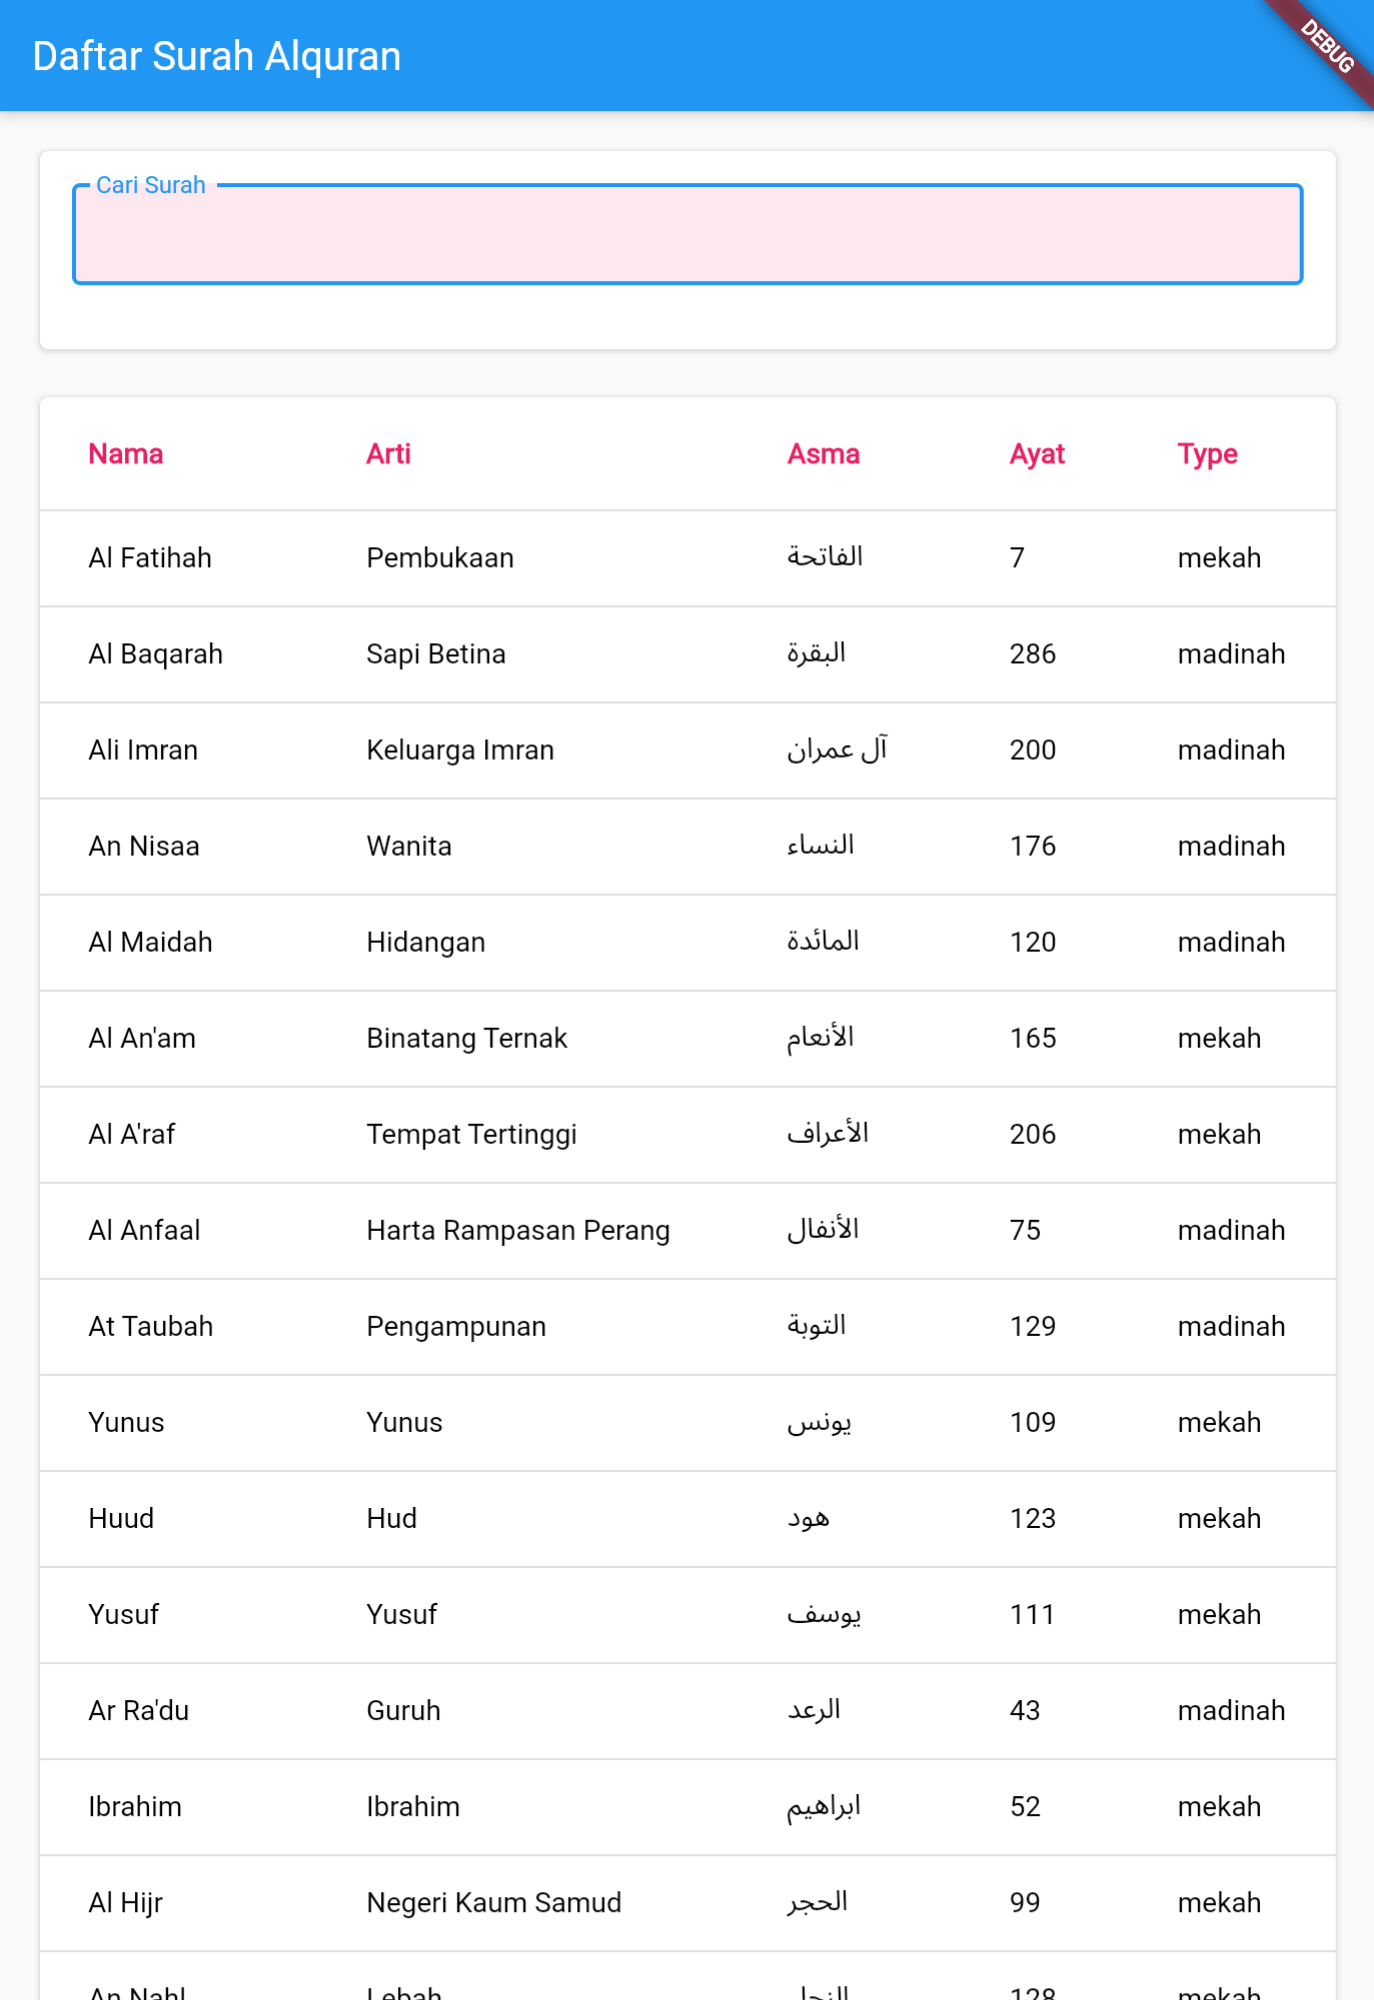 Daftar Surah Alquran
DEBUG
Cari Surah
Nama Arti Asma Ayat Type
Al Fatihah Pembukaan الفاتحة 7 mekah
Al Baqarah Sapi Betina البقرة 286 madinah
Ali Imran Keluarga Imran آل عمران 200 madinah
An Nisaa Wanita النساء 176 madinah
Al Maidah Hidangan المائدة 120 madinah
Al An'am Binatang Ternak الأنعام 165 mekah
Al A'raf Tempat Tertinggi الأعراف 206 mekah
Al Anfaal Harta Rampasan Perang الأنفال 75 madinah
At Taubah Pengampunan التوبة 129 madinah
Yunus Yunus يونس 109 mekah
Huud Hud هود 123 mekah
Yusuf Yusuf يوسف 111 mekah
Ar Ra'du Guruh الرعد 43 madinah
Ibrahim Ibrahim ابراهيم 52 mekah
Al Hijr Negeri Kaum Samud الحجر 99 mekah
An Nahl Lebah النحل 128 mekah